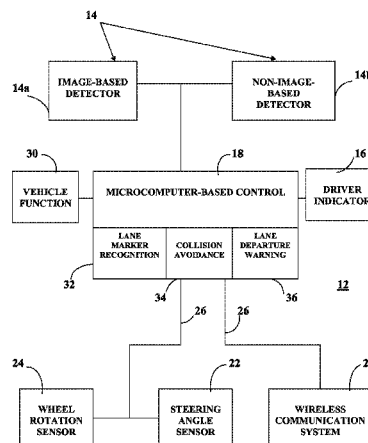 14
IMAGE-BASED
DETECTOR
NON-IMAGE-
BASED
DETECTOR
14a
30
18
16
VEHICLE
FUNCTION
MICROCOMPUTER-BASED CONTROL
DRIVER
INDICATOR
LANE
MARKER
RECOGNITION
COLLISION
AVOIDANCE
LANE
DEPARTURE
WARNING
32
34
36
12
26
26
24
22
WHEEL
ROTATION
SENSOR
STEERING
ANGLE
SENSOR
WIRELESS
COMMUNICATION
SYSTEM